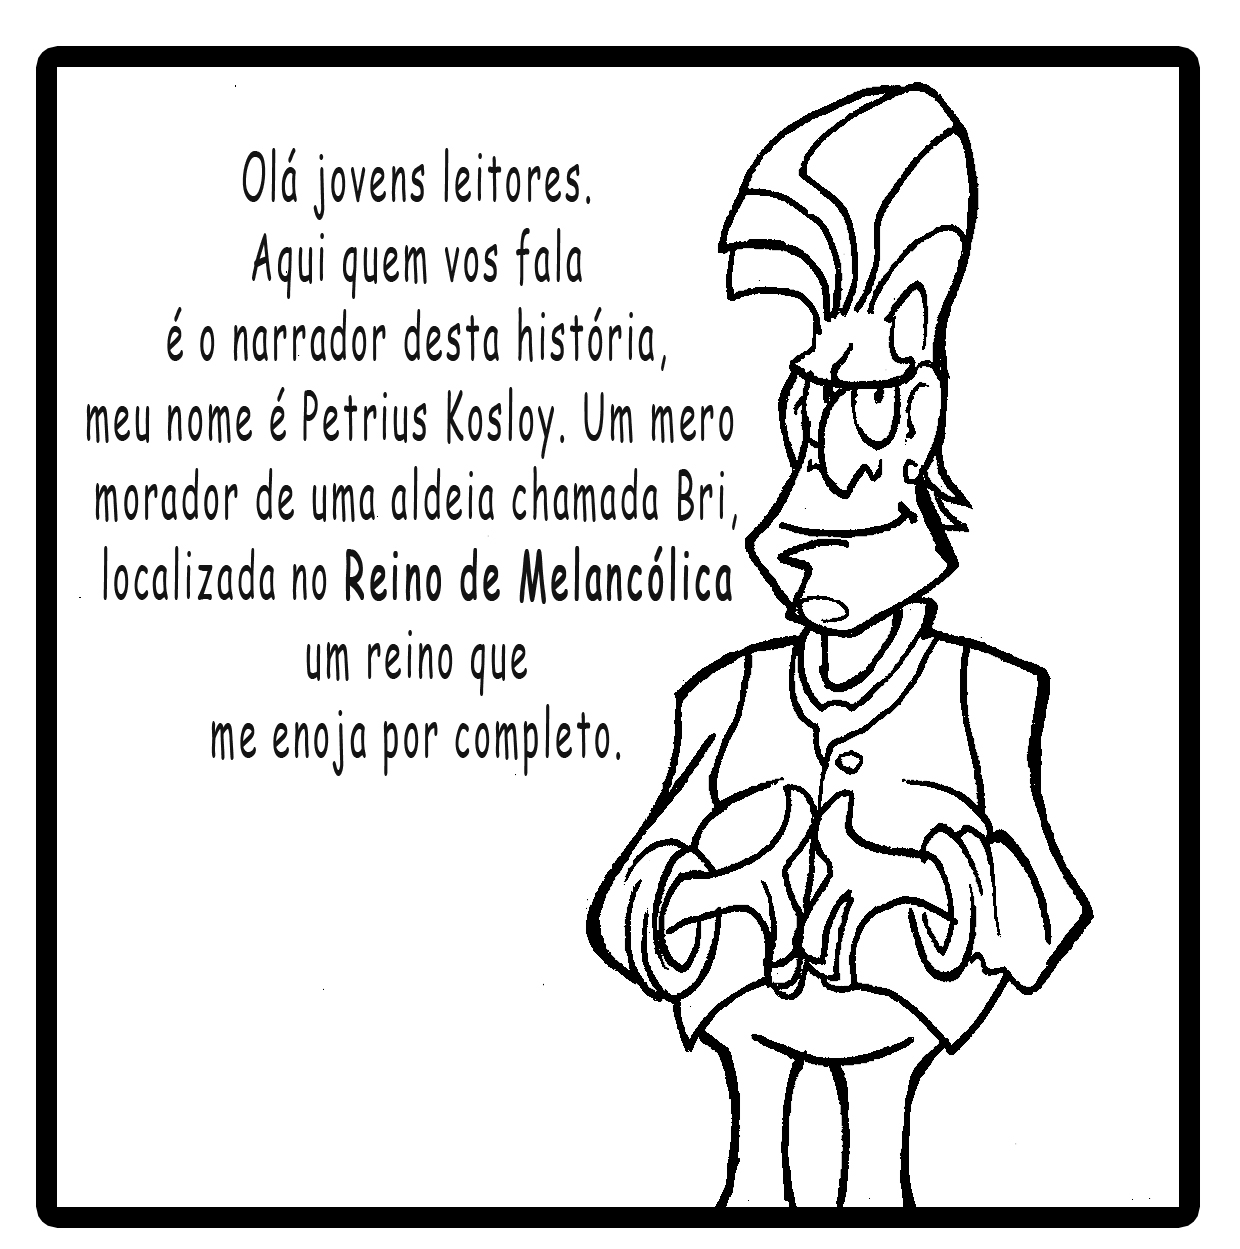 Olá jovens leitores.
Aqui quem vos fala
é o narrador desta história,
meu nome é Petrius Kosloy. Um mero
morador de uma aldeia chamada Bri,
localizada no Reino de Melancólica
um reino que
me enoja por completo.